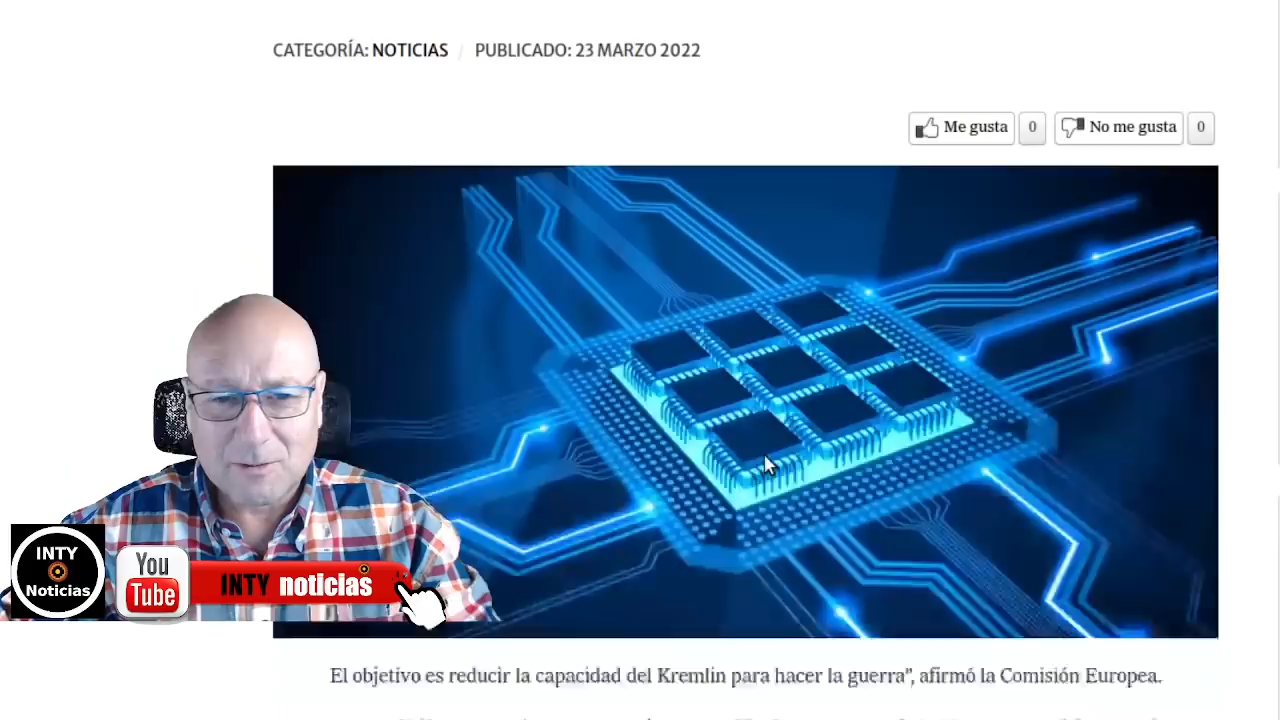 CATEGORÍA: NOTICIAS / PUBLICADO: 23 MARZO 2022
Me gusta 0 No me gusta 0
INTY
Noticias
You
Tube
INTY noticias
El objetivo es reducir la capacidad del Kremlin para hacer la guerra”, afirmó la Comisión Europea.